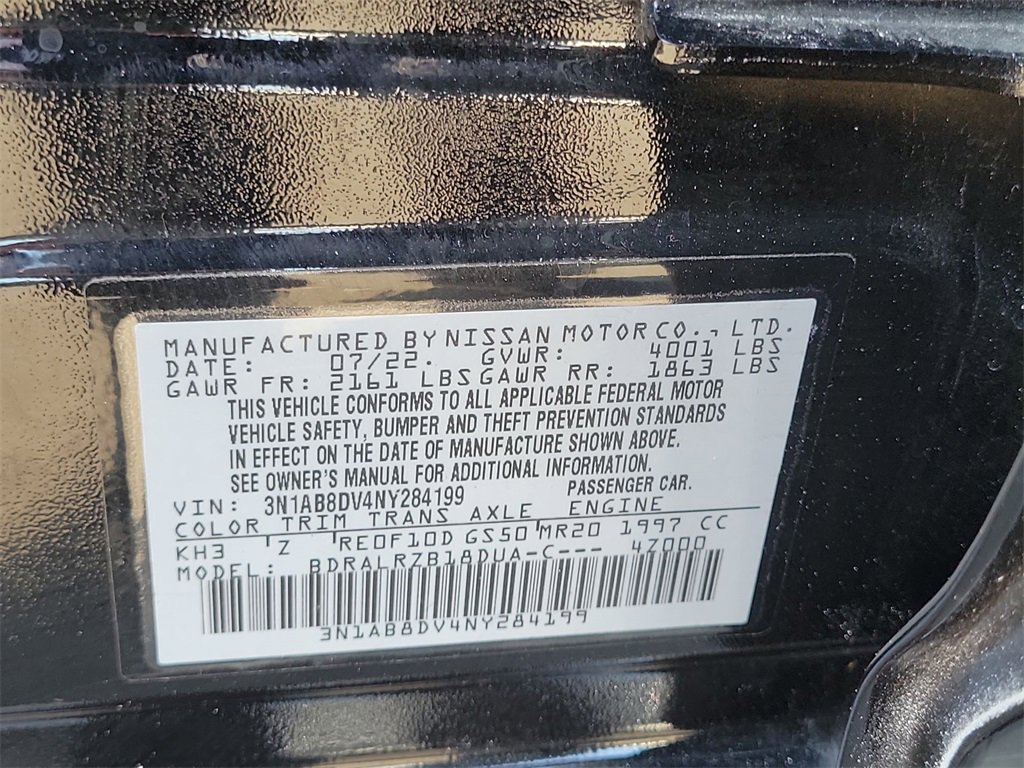 MANUFACTURED BY NISSAN MOTOR CO., LTD.
DATE: 07/22. GVWR: 4001 LBS
GAWR FR: 2161 LBS GAWR RR: 1863 LBS
THIS VEHICLE CONFORMS TO ALL APPLICABLE FEDERAL MOTOR
VEHICLE SAFETY, BUMPER AND THEFT PREVENTION STANDARDS
IN EFFECT ON THE DATE OF MANUFACTURE SHOWN ABOVE.
SEE OWNER'S MANUAL FOR ADDITIONAL INFORMATION.
VIN: 3N1AB8DV4NY284199 PASSENGER CAR.
COLOR TRIM TRANS AXLE ENGINE
KH3 Z RE0F10D GS50 MR20 1997 CC
MODEL: BDRALRZB18DUA-C--- 47000
3N1AB8DV4NY284199